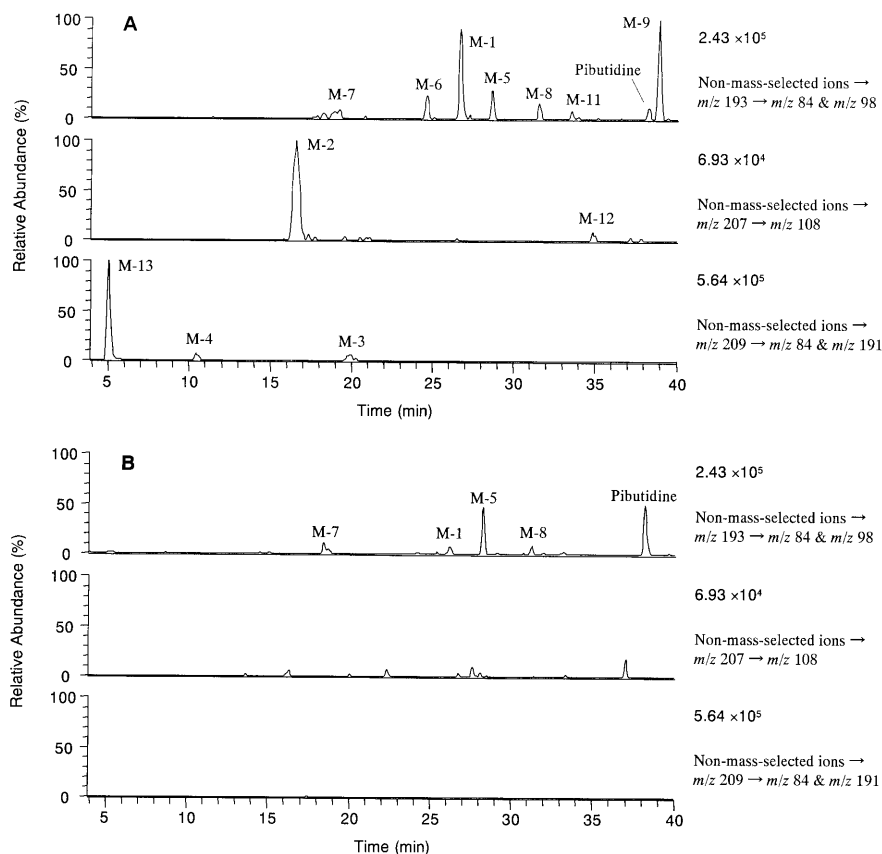 A
Relative Abundance (%)
100
50
0
M-7
M-6
M-1
M-5
M-8
M-11
Pibutidine
M-9
2.43 ×10⁵
Non-mass-selected ions →
m/z 193 → m/z 84 & m/z 98
100
50
0
M-2
M-12
6.93 ×10⁴
Non-mass-selected ions →
m/z 207 → m/z 108
100
50
0
M-13
M-4
M-3
5.64 ×10⁵
Non-mass-selected ions →
m/z 209 → m/z 84 & m/z 191
5 10 15 20 25 30 35 40
Time (min)
B
Relative Abundance (%)
100
50
0
M-7
M-1
M-5
M-8
Pibutidine
2.43 ×10⁵
Non-mass-selected ions →
m/z 193 → m/z 84 & m/z 98
100
50
0
6.93 ×10⁴
Non-mass-selected ions →
m/z 207 → m/z 108
100
50
0
5.64 ×10⁵
Non-mass-selected ions →
m/z 209 → m/z 84 & m/z 191
5 10 15 20 25 30 35 40
Time (min)